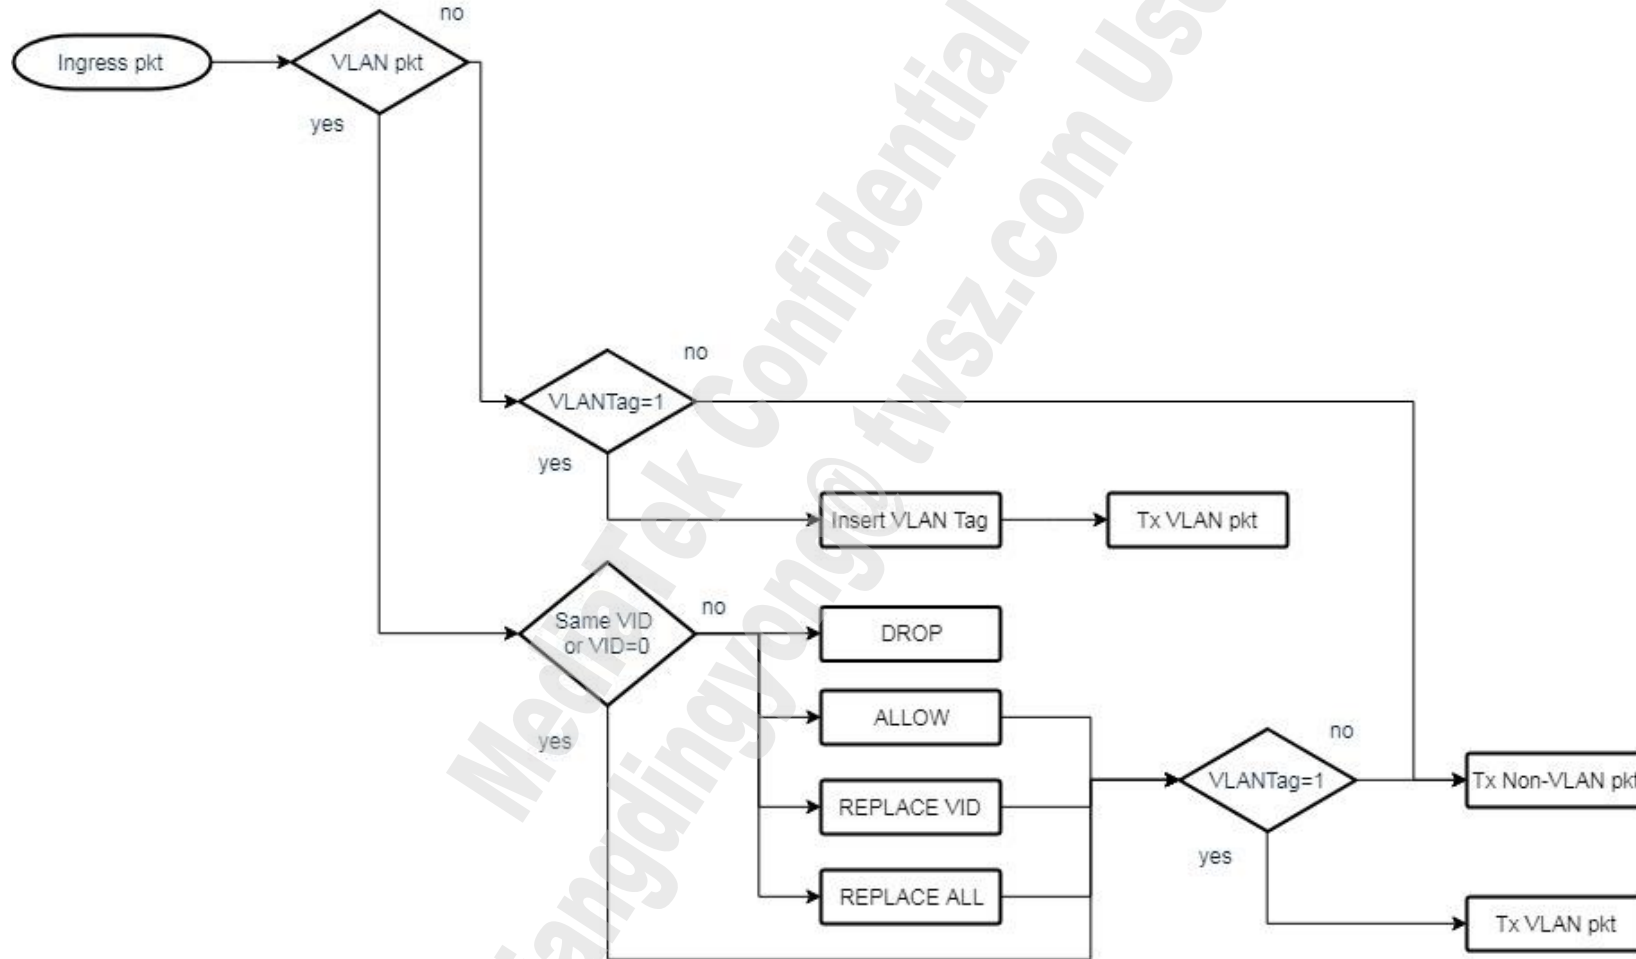 no
Ingress pkt
VLAN pkt
yes
no
VLANTag=1
yes
Insert VLAN Tag
Tx VLAN pkt
Same VID
or VID=0
no
yes
DROP
ALLOW
REPLACE VID
REPLACE ALL
VLANTag=1
no
yes
Tx Non-VLAN pkt
Tx VLAN pkt
MediaTek Confidential
iangdingyong@ twsz.com Us